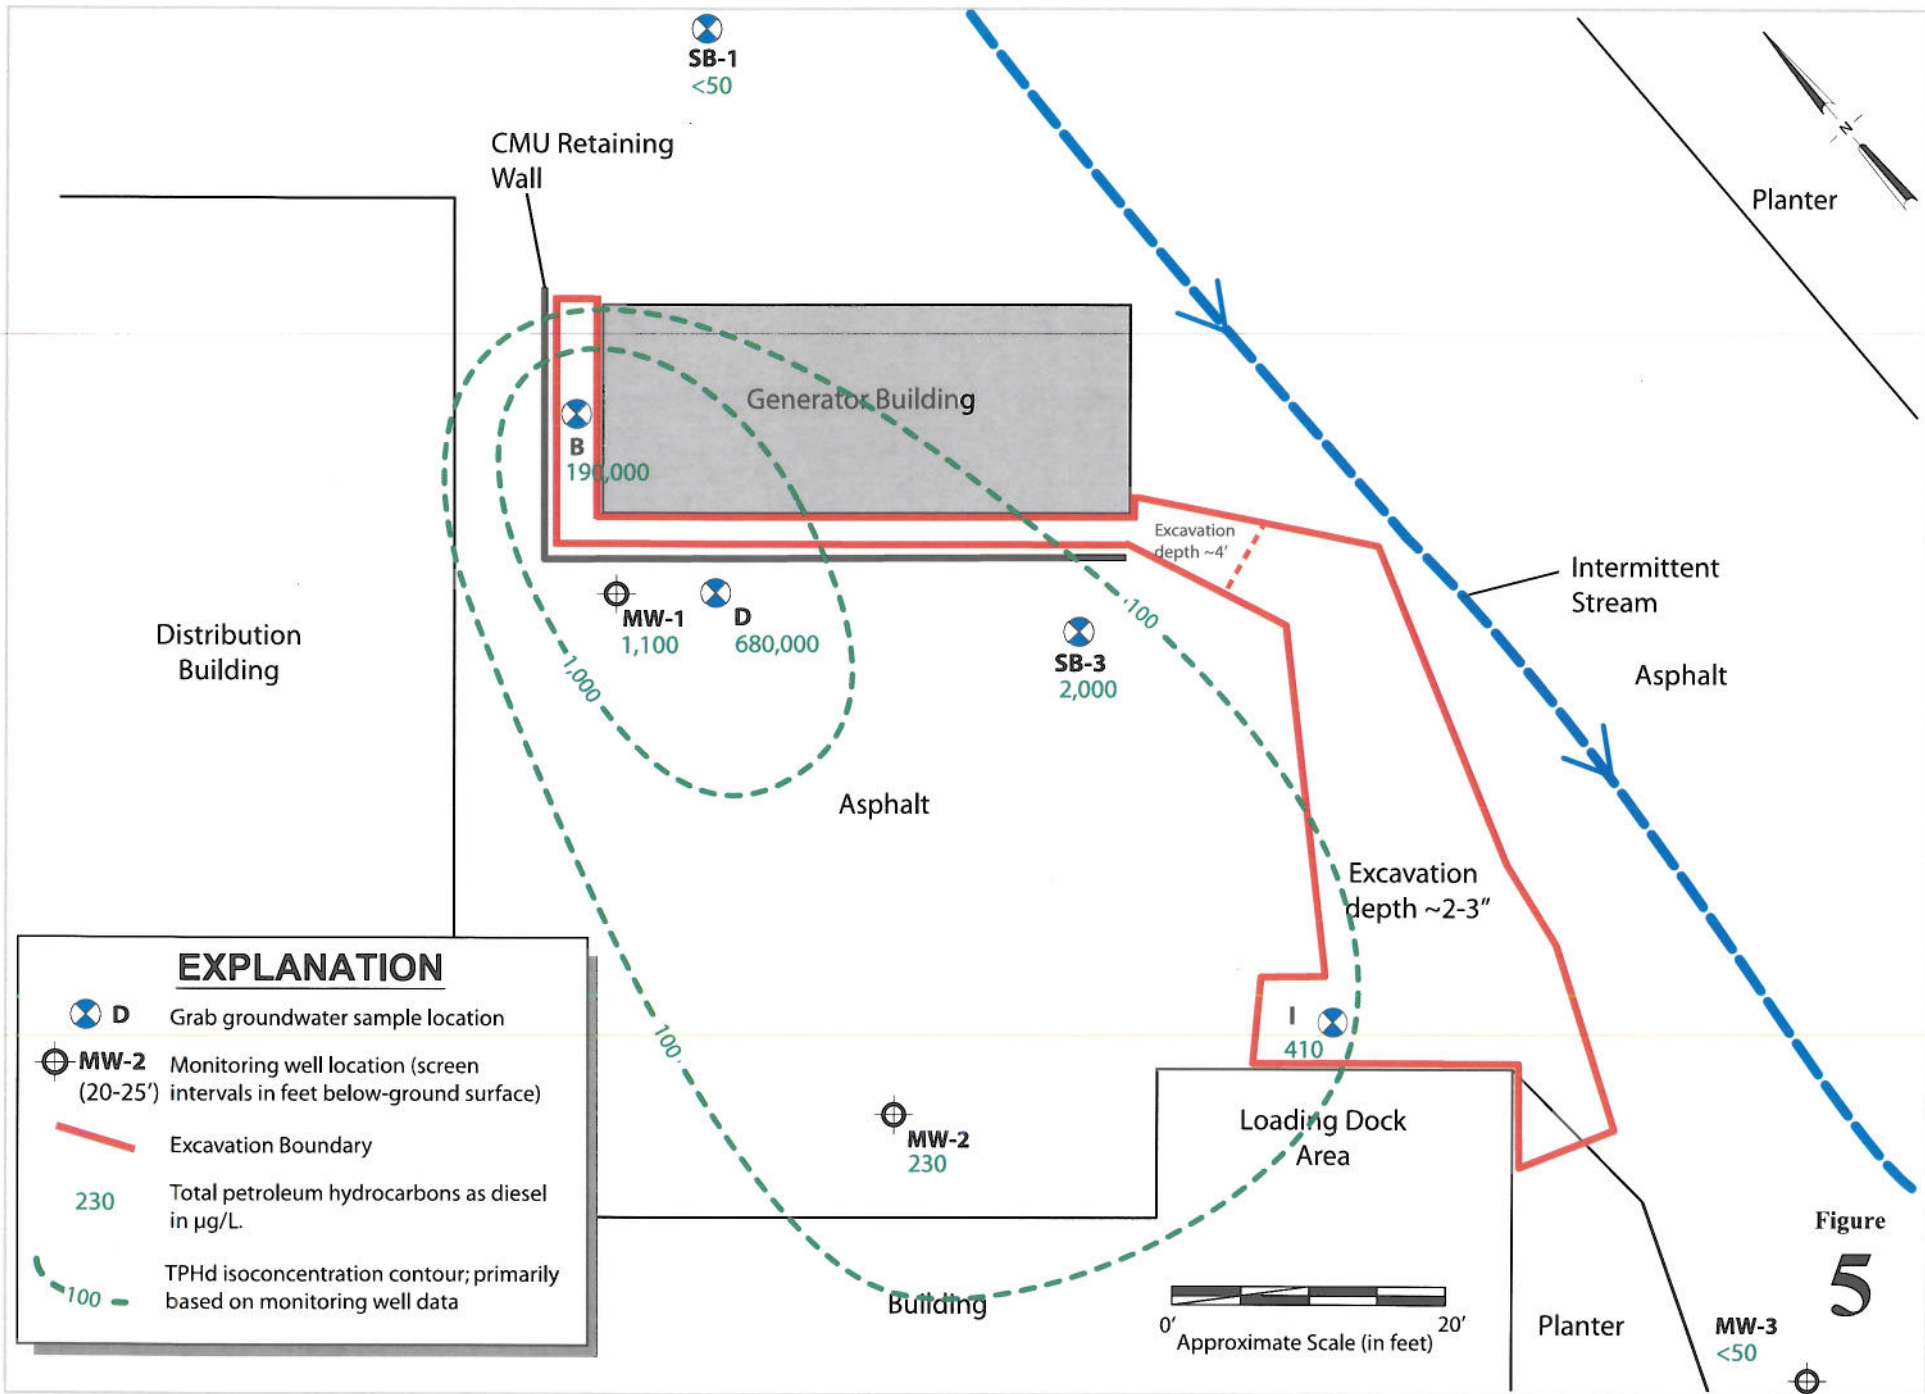 SB-1
<50
CMU Retaining
Wall
N
Planter
Generator Building
B
190,000
Excavation
depth ~4'
Intermittent
Stream
MW-1
1,100
D
680,000
100
SB-3
2,000
Distribution
Building
1,000
Asphalt
Asphalt
Excavation
depth ~2-3"
EXPLANATION
D Grab groundwater sample location
MW-2 Monitoring well location (screen
(20-25') intervals in feet below-ground surface)
Excavation Boundary
230 Total petroleum hydrocarbons as diesel
in µg/L.
100 TPHd isoconcentration contour; primarily
based on monitoring well data
100
I
410
MW-2
230
Loading Dock
Area
Building
0' 20'
Approximate Scale (in feet)
Planter
Figure
5
MW-3
<50